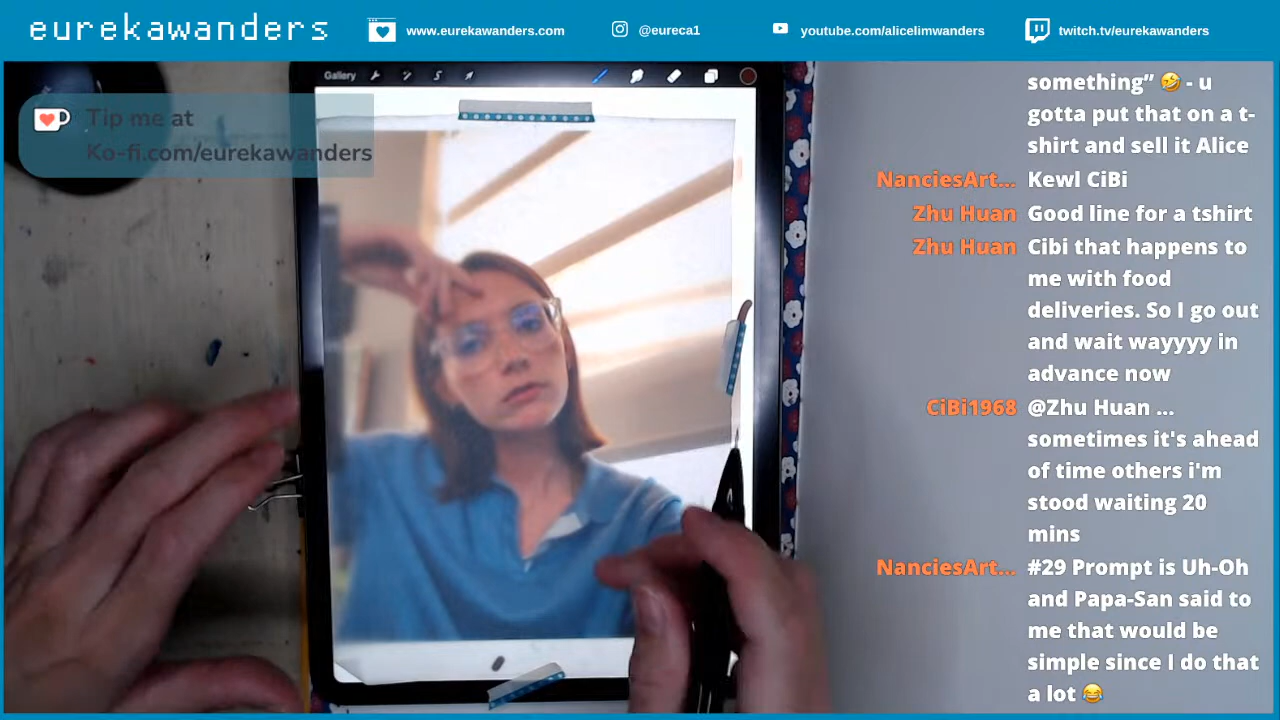 eurekawanders
www.eurekawanders.com
@eureca1
youtube.com/alicelimwanders
twitch.tv/eurekawanders
Gallery
Tip me at
Ko-fi.com/eurekawanders
something” 🤣 - u
gotta put that on a t-
shirt and sell it Alice
NanciesArt... Kewl CiBi
Zhu Huan Good line for a tshirt
Zhu Huan Cibi that happens to
me with food
deliveries. So I go out
and wait wayyyy in
advance now
CiBi1968 @Zhu Huan ...
sometimes it's ahead
of time others i'm
stood waiting 20
mins
NanciesArt... #29 Prompt is Uh-Oh
and Papa-San said to
me that would be
simple since I do that
a lot 😂